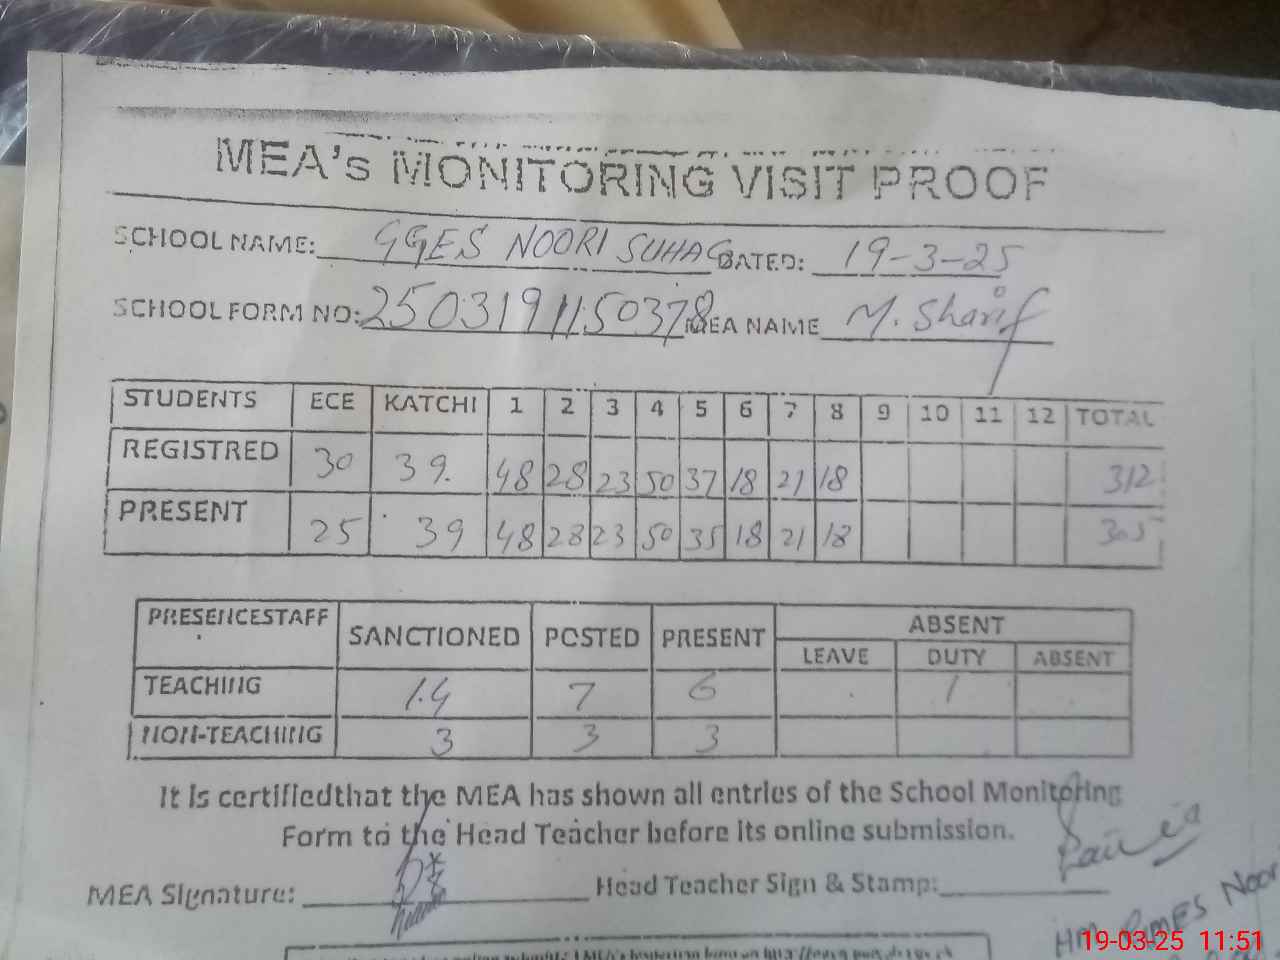 MEA's MONITORING VISIT PROOF
SCHOOL NAME: GGES NOORI SUHAG DATED: 19-3-25
SCHOOL FORM NO: 2503191150378 MEA NAME M. Sharif
STUDENTS ECE KATCHI 1 2 3 4 5 6 7 8 9 10 11 12 TOTAL
REGISTRED 30 39. 48 28 23 50 37 18 21 18 312
PRESENT 25 39 48 28 23 50 35 18 21 18 305
PRESENCESTAFF SANCTIONED POSTED PRESENT ABSENT
LEAVE DUTY ABSENT
TEACHING 14 7 6 1
NON-TEACHING 3 3 3
It is certifiedthat the MEA has shown all entries of the School Monitoring
Form to the Head Teacher before its online submission.
MEA Signature: Head Teacher Sign & Stamp:
HM NOOR
19-03-25 11:51